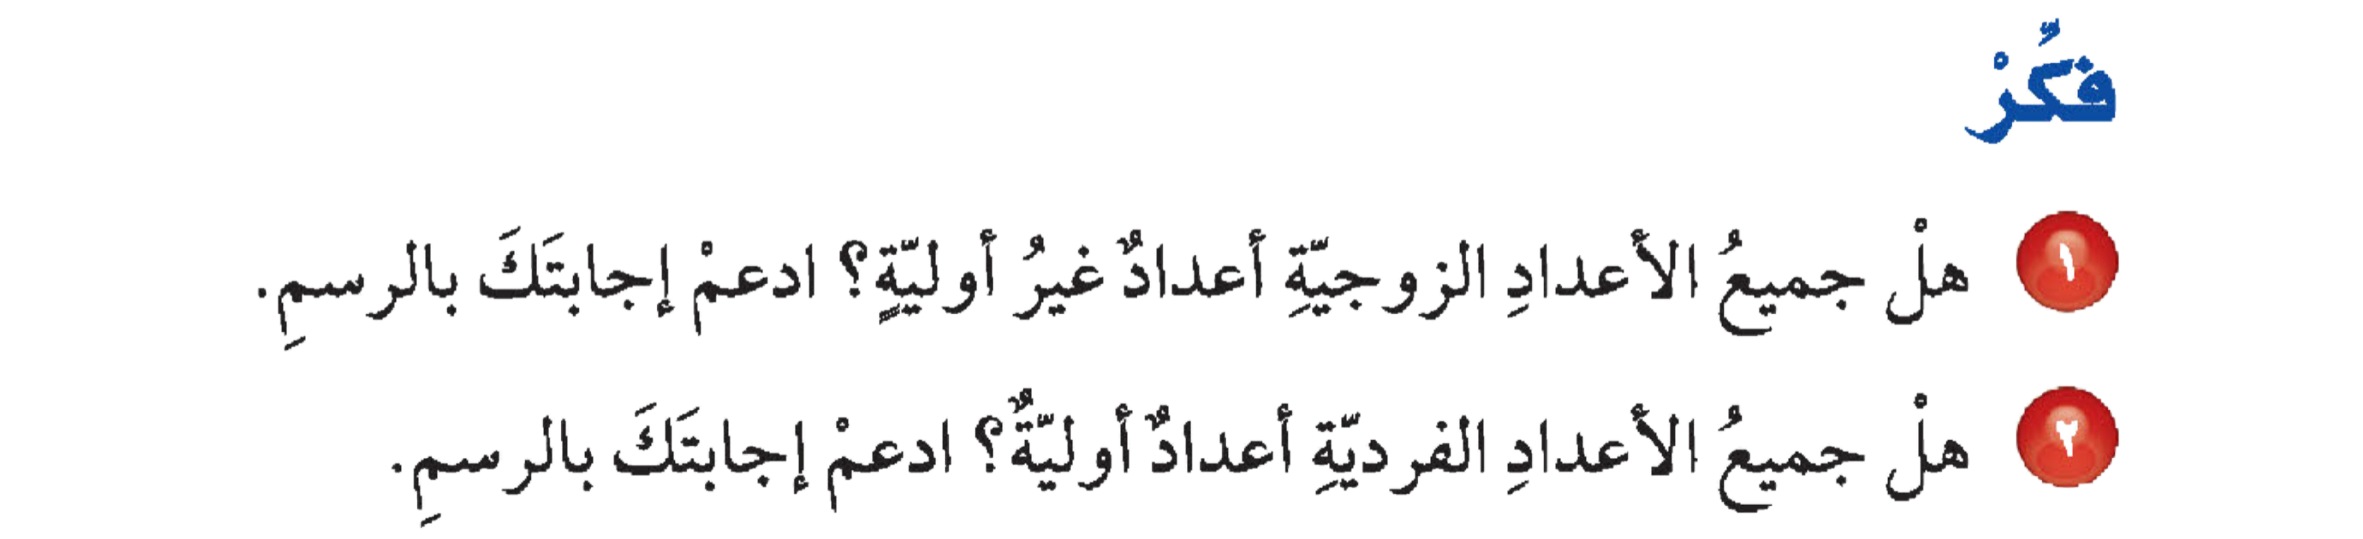 فكِّرْ
١ هلْ جميعُ الأعدادِ الزوجيّةِ أعدادٌ غيرُ أوليّةٍ؟ ادعمْ إجابتَكَ بالرسمِ.
٢ هلْ جميعُ الأعدادِ الفرديّةِ أعدادٌ أوليّةٌ؟ ادعمْ إجابتَكَ بالرسمِ.